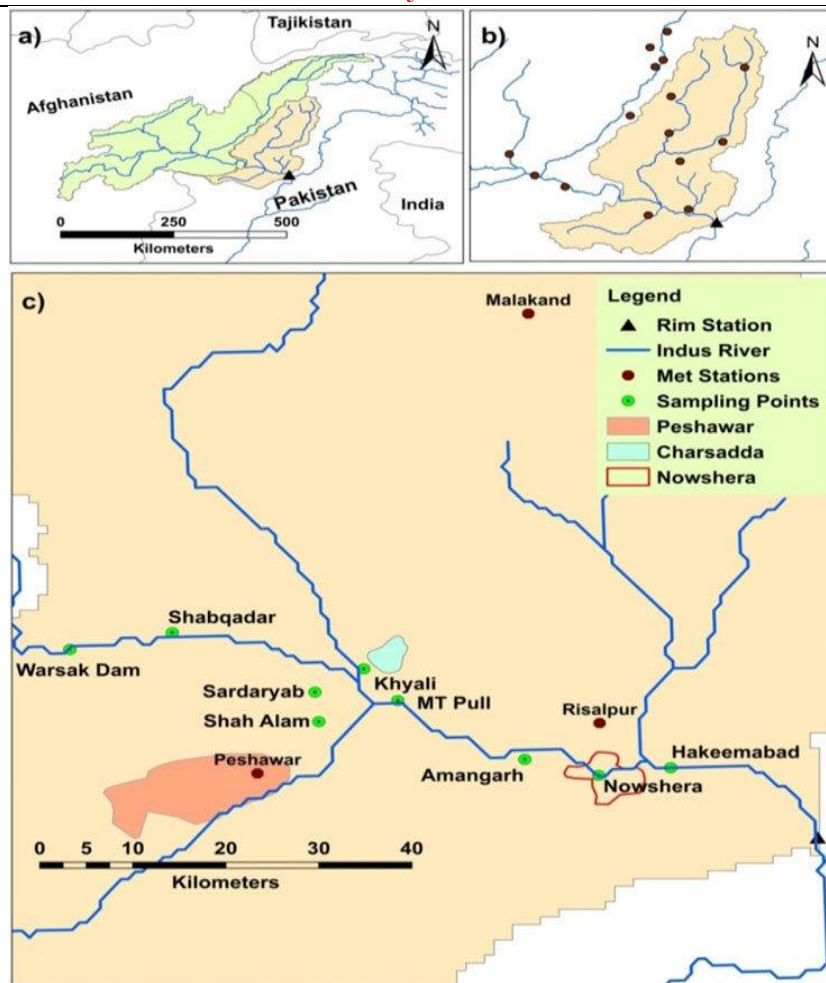 a)
Tajikistan
N
Afghanistan
Pakistan
India
0 250 500
Kilometers
b)
N
c)
Malakand
Legend
Rim Station
Indus River
Met Stations
Sampling Points
Peshawar
Charsadda
Nowshera
Shabqadar
Warsak Dam
Khyali
Sardaryab
MT Pull
Shah Alam
Risalpur
Peshawar
Hakeemabad
Amangarh
Nowshera
0 5 10 20 30 40
Kilometers